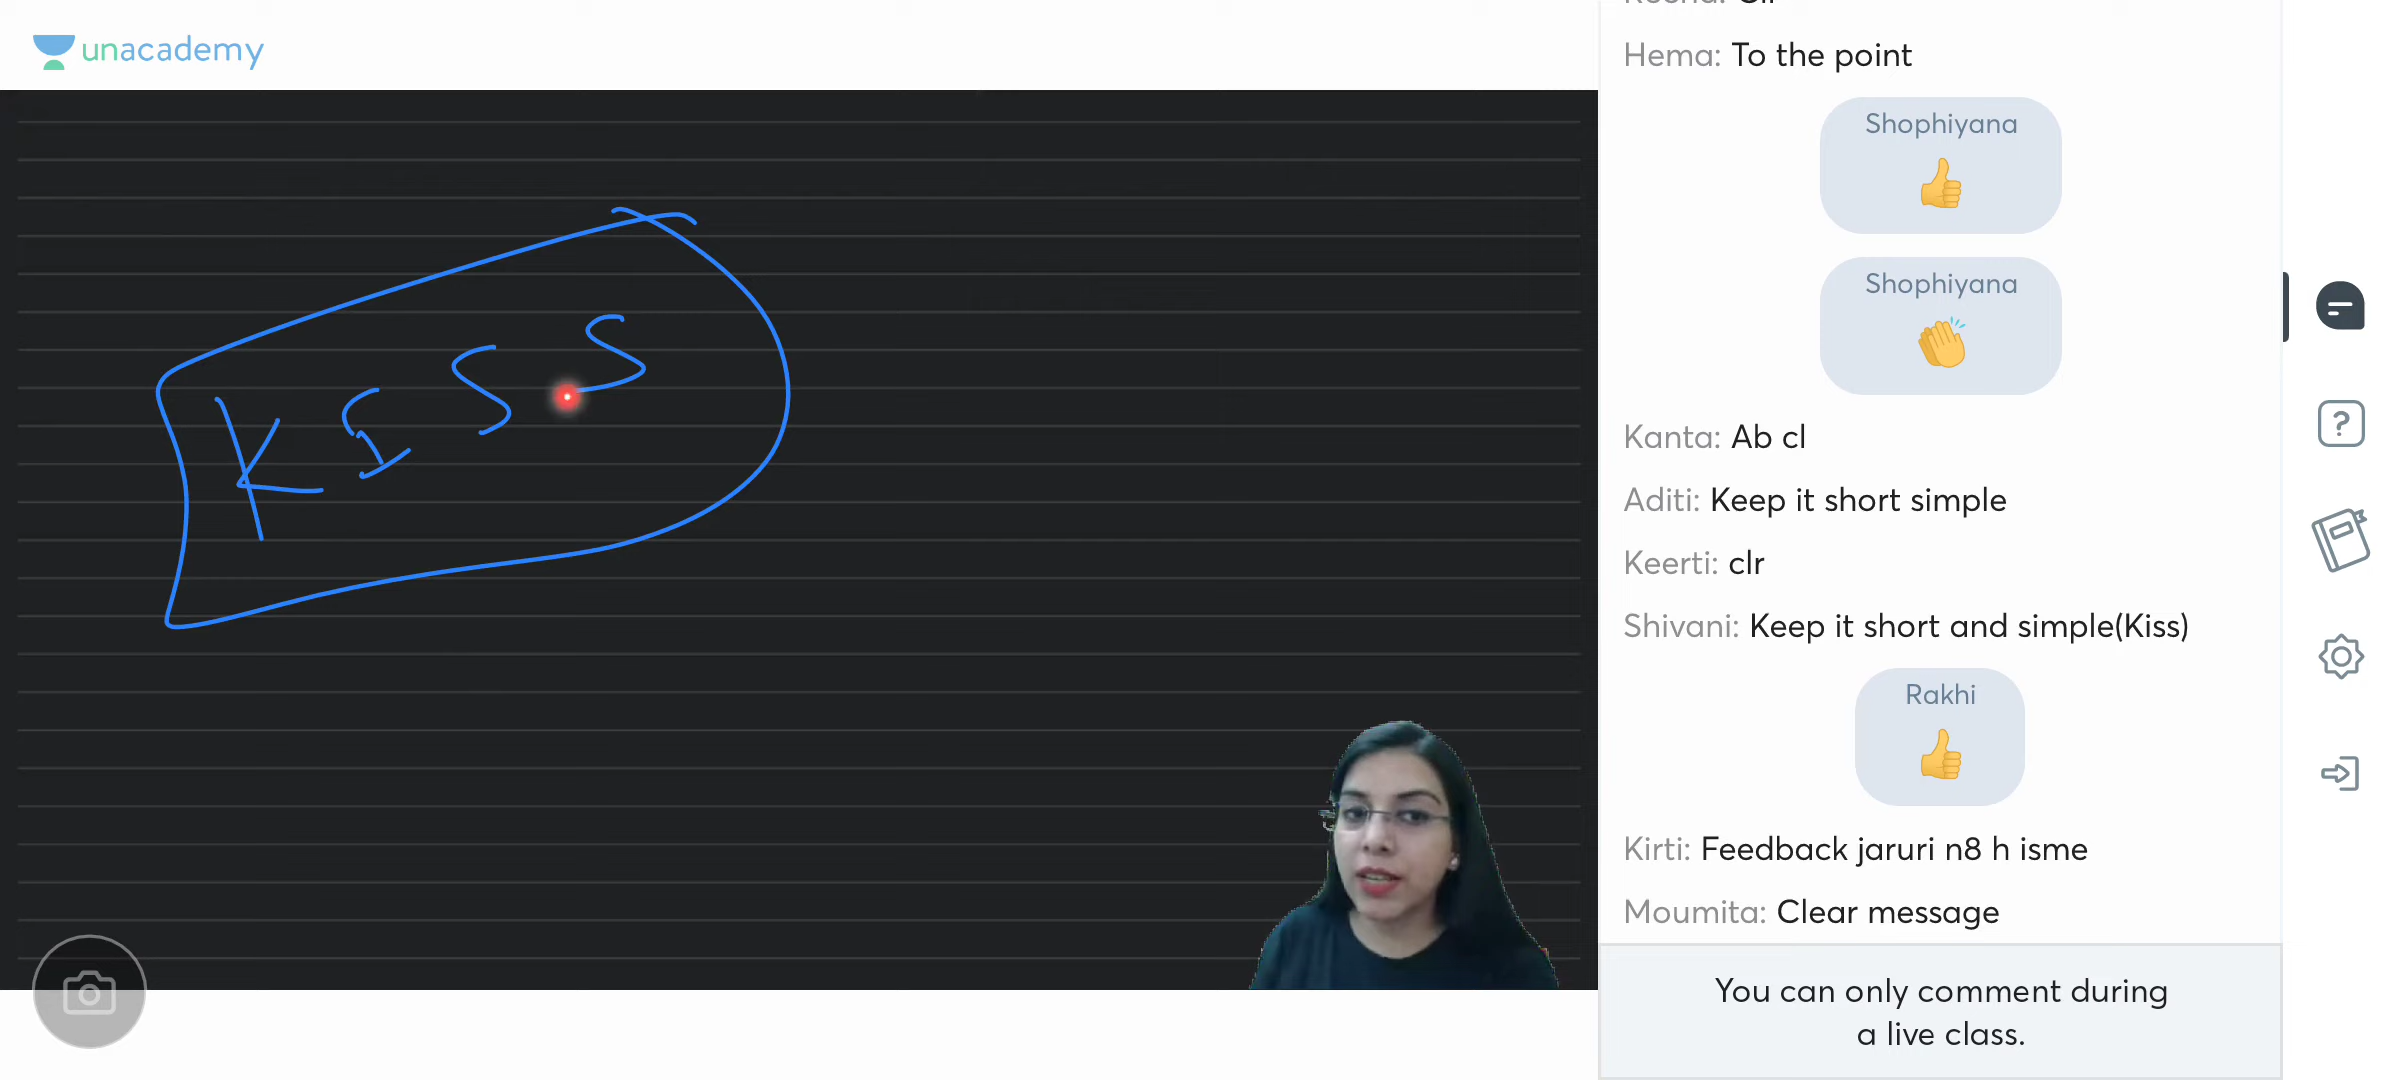 unacademy
KISS
Hema: To the point
Shophiyana
👍
Shophiyana
👏
Kanta: Ab cl
Aditi: Keep it short simple
Keerti: clr
Shivani: Keep it short and simple(Kiss)
Rakhi
👍
Kirti: Feedback jaruri n8 h isme
Moumita: Clear message
You can only comment during
a live class.
?